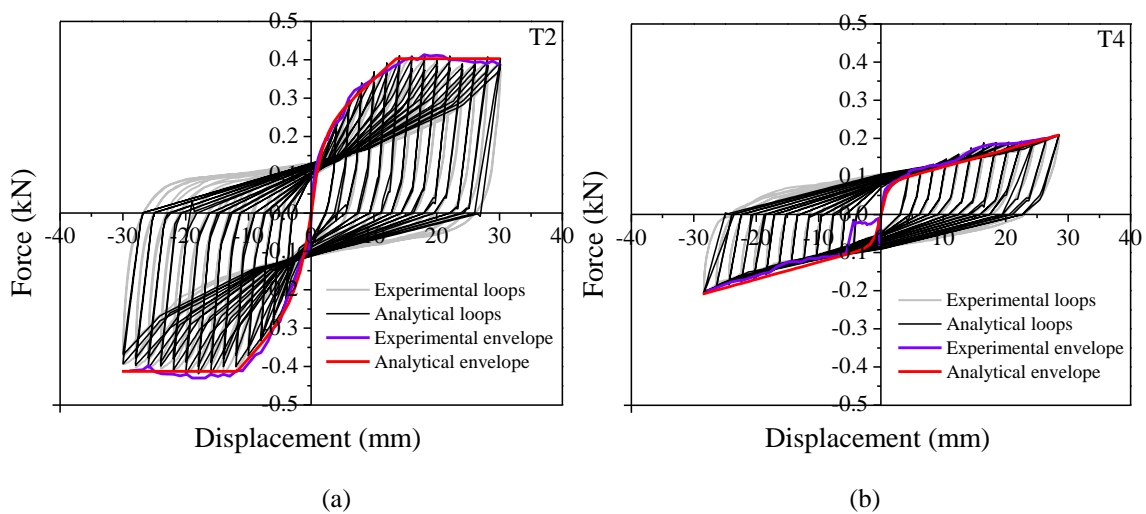 0.5
T2
0.4
0.3
0.2
0.1
0.0
-40 -30 -20 -10 0 10 20 30 40
-0.1
-0.2
-0.3
-0.4
-0.5
Force (kN)
Experimental loops
Analytical loops
Experimental envelope
Analytical envelope
Displacement (mm)
(a)
0.5
T4
0.4
0.3
0.2
0.1
0.0
-40 -30 -20 -10 0 10 20 30 40
-0.1
-0.2
-0.3
-0.4
-0.5
Force (kN)
Experimental loops
Analytical loops
Experimental envelope
Analytical envelope
Displacement (mm)
(b)